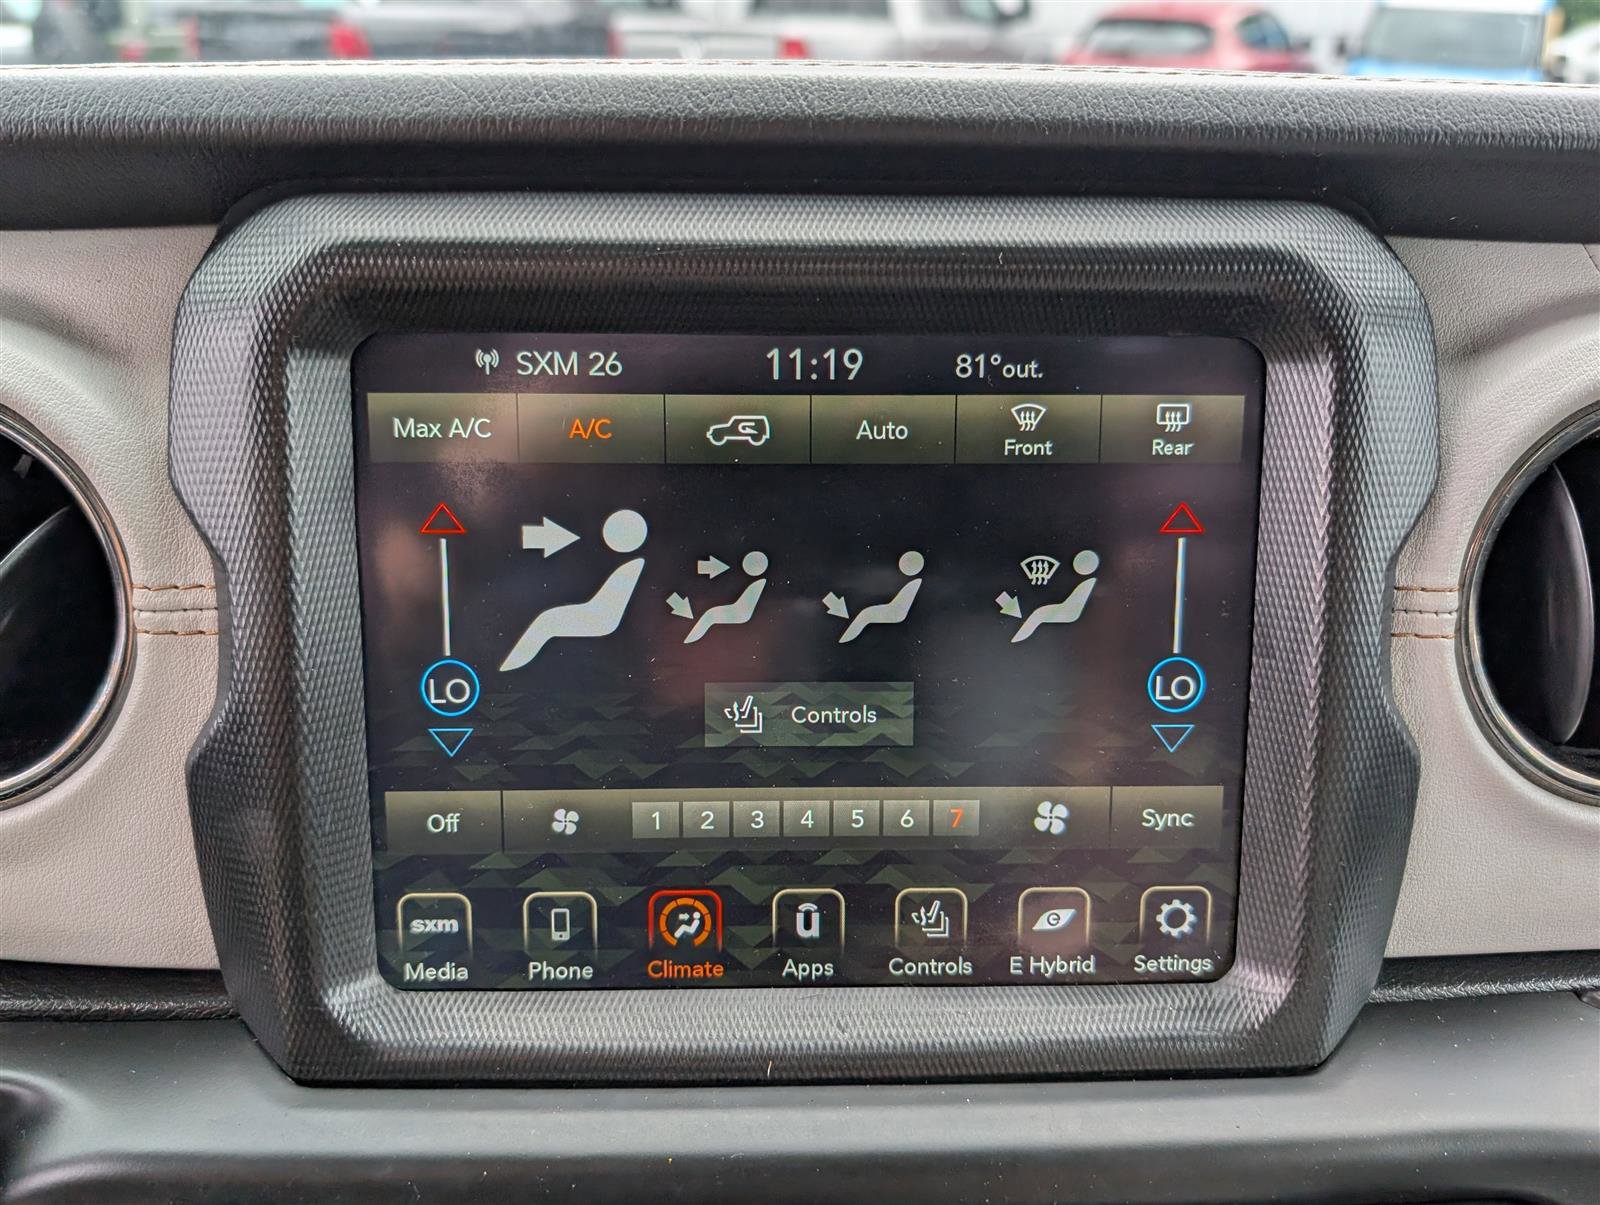 SXM 26 11:19 81°out.
Max A/C A/C Auto Front Rear
LO LO
Controls
Off 1 2 3 4 5 6 7 Sync
sxm u e
Media Phone Climate Apps Controls E Hybrid Settings